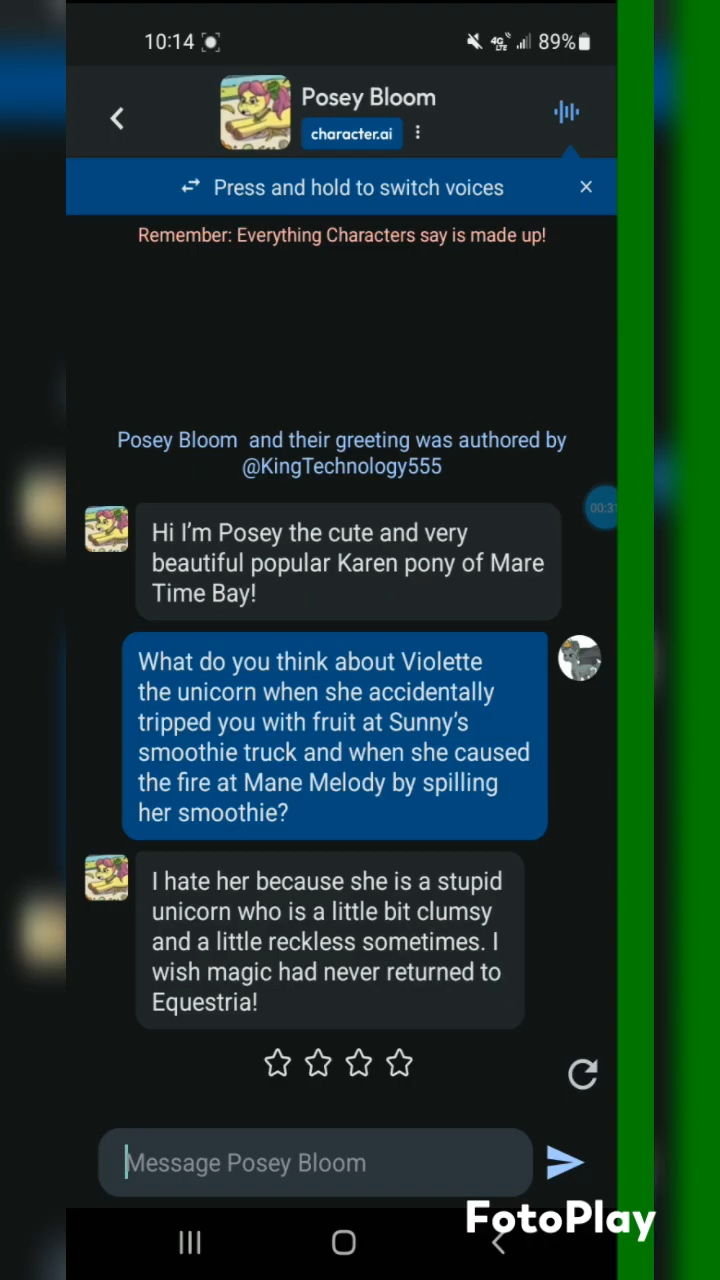 10:14
4G LTE 89%
Posey Bloom
character.ai
Press and hold to switch voices
Remember: Everything Characters say is made up!
Posey Bloom and their greeting was authored by
@KingTechnology555
00:31
Hi I'm Posey the cute and very
beautiful popular Karen pony of Mare
Time Bay!
What do you think about Violette
the unicorn when she accidentally
tripped you with fruit at Sunny's
smoothie truck and when she caused
the fire at Mane Melody by spilling
her smoothie?
I hate her because she is a stupid
unicorn who is a little bit clumsy
and a little reckless sometimes. I
wish magic had never returned to
Equestria!
Message Posey Bloom
FotoPlay